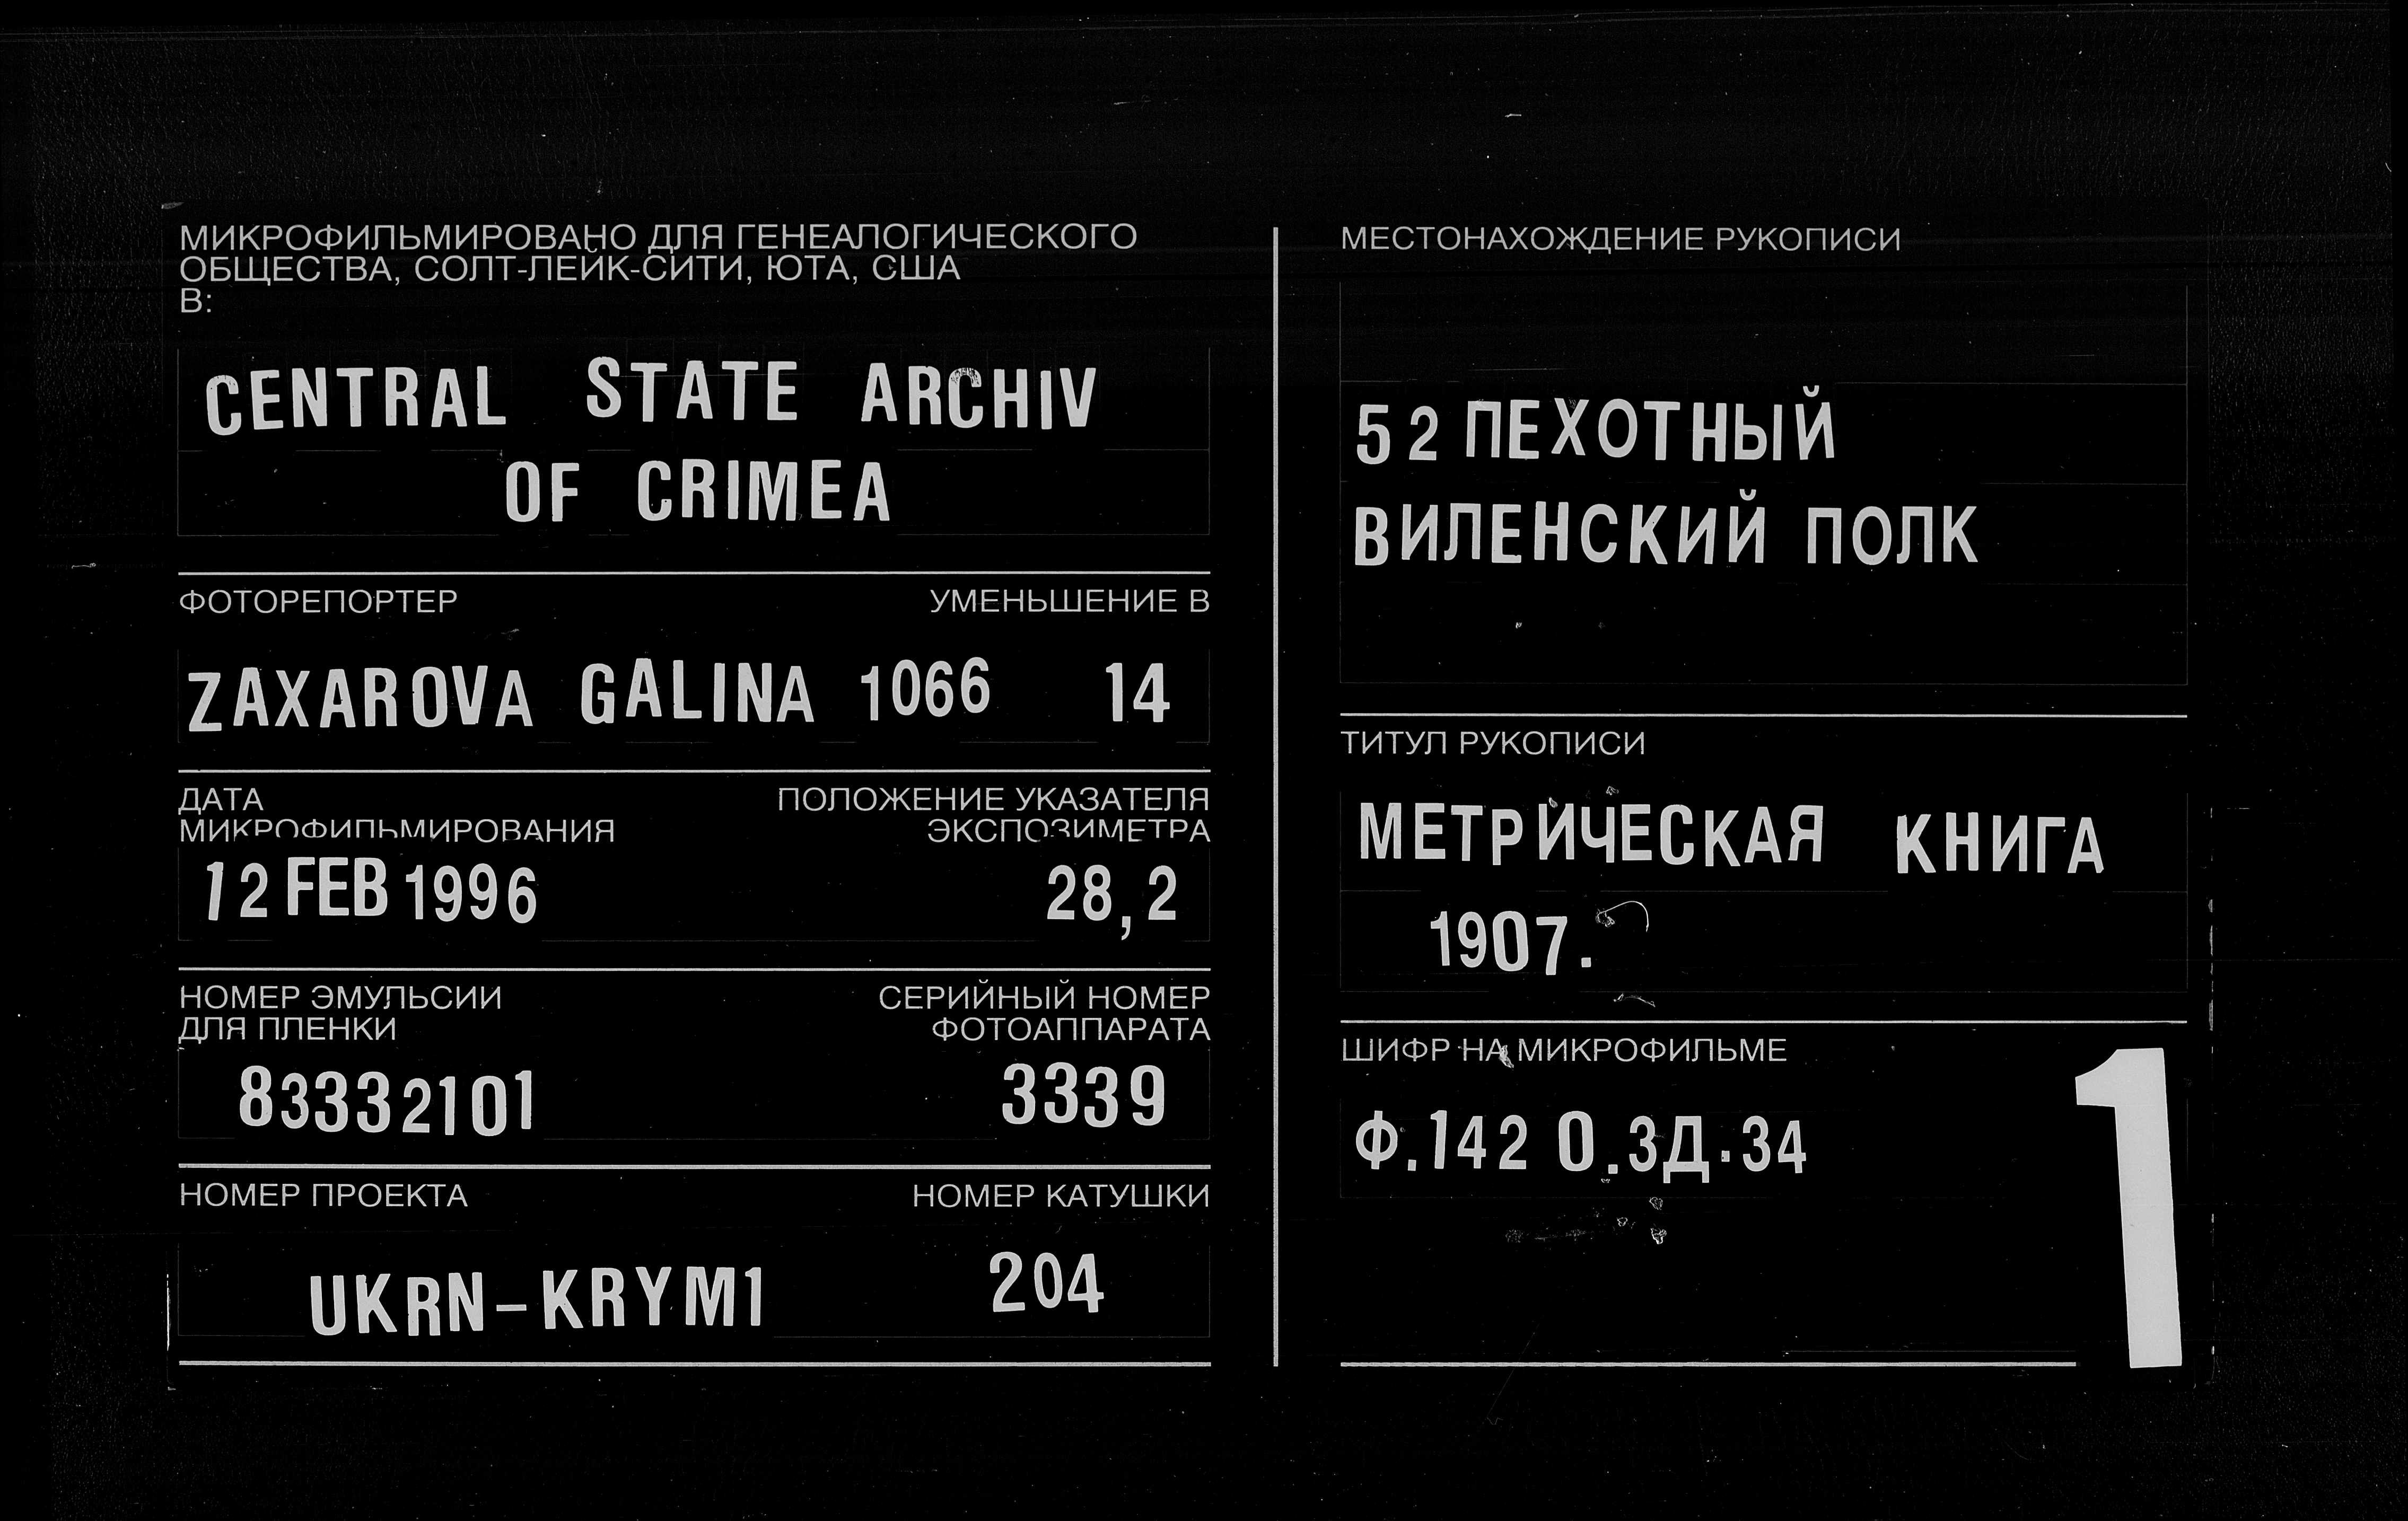 МИКРОФИЛЬМИРОВАНО ДЛЯ ГЕНЕАЛОГИЧЕСКОГО
ОБЩЕСТВА, СОЛТ-ЛЕЙК-СИТИ, ЮТА, США
В:
CENTRAL STATE ARCHIV
OF CRIMEA
ФОТОРЕПОРТЕР УМЕНЬШЕНИЕ В
ZAXAROVA GALINA 1066 14
ДАТА ПОЛОЖЕНИЕ УКАЗАТЕЛЯ
МИКРОФИЛЬМИРОВАНИЯ ЭКСПОЗИМЕТРА
12 FEB 1996 28,2
НОМЕР ЭМУЛЬСИИ СЕРИЙНЫЙ НОМЕР
ДЛЯ ПЛЕНКИ ФОТОАППАРАТА
83332101 3339
НОМЕР ПРОЕКТА НОМЕР КАТУШКИ
UKRN-KRYM1 204
МЕСТОНАХОЖДЕНИЕ РУКОПИСИ
52 ПЕХОТНЫЙ
ВИЛЕНСКИЙ ПОЛК
ТИТУЛ РУКОПИСИ
МЕТРИЧЕСКАЯ КНИГА
1907.
ШИФР НА МИКРОФИЛЬМЕ
Ф.142 О.3Д.34
1